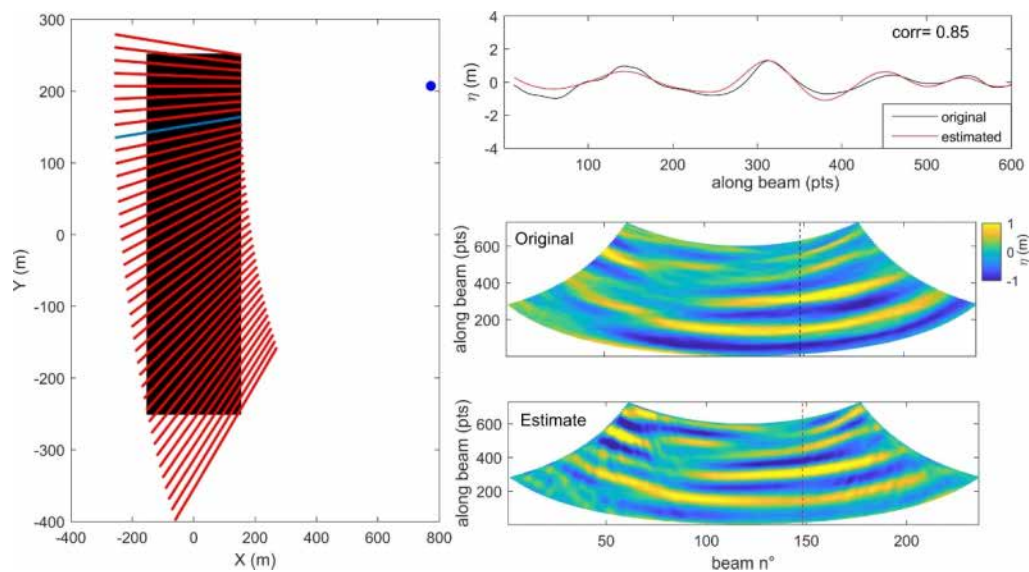 300
200
100
0
-100
-200
-300
-400
Y (m)
-400 -200 0 200 400 600 800
X (m)
corr= 0.85
4
2
0
-2
-4
η (m)
original
estimated
100 200 300 400 500 600
along beam (pts)
Original
600
400
200
along beam (pts)
1
0
-1
η (m)
Estimate
600
400
200
along beam (pts)
50 100 150 200
beam n°